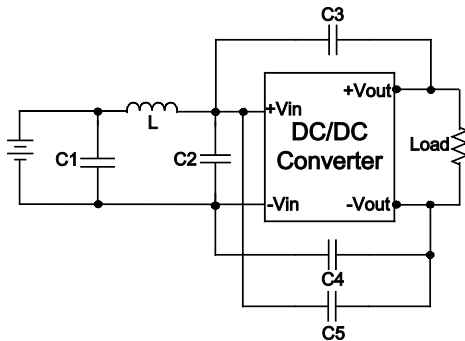 C3
+Vin
+Vout
DC/DC
Converter
L
C1
C2
Load
-Vin
-Vout
C4
C5